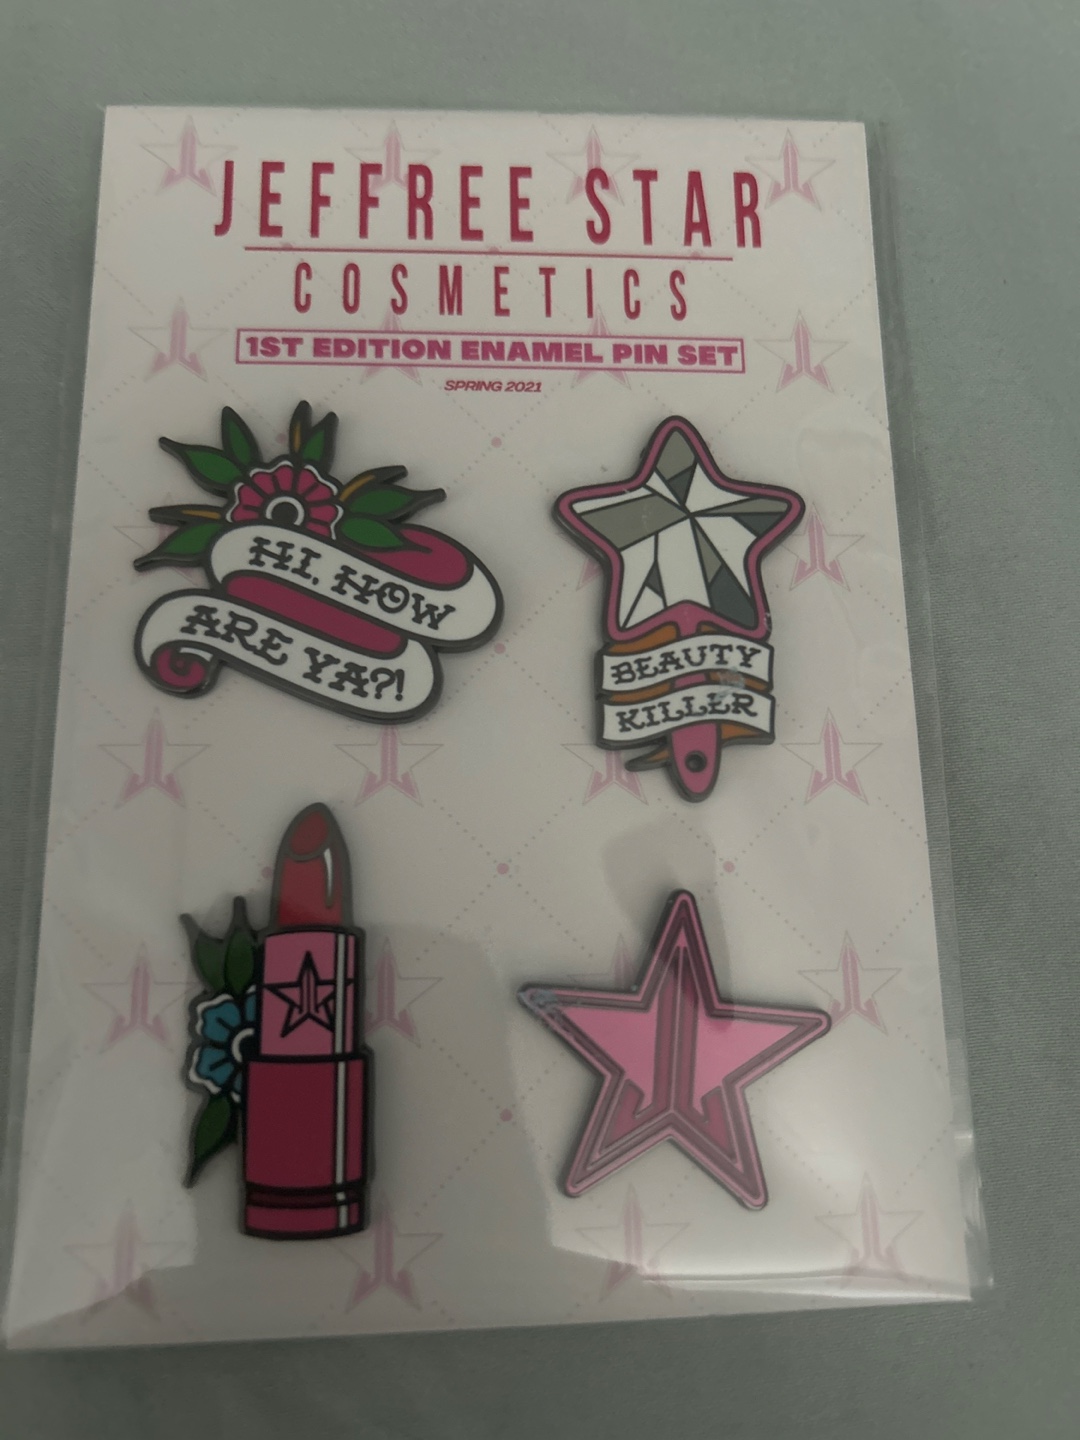 JEFFREE STAR
COSMETICS
1ST EDITION ENAMEL PIN SET
SPRING 2021
HI, HOW
ARE YA?!
BEAUTY
KILLER